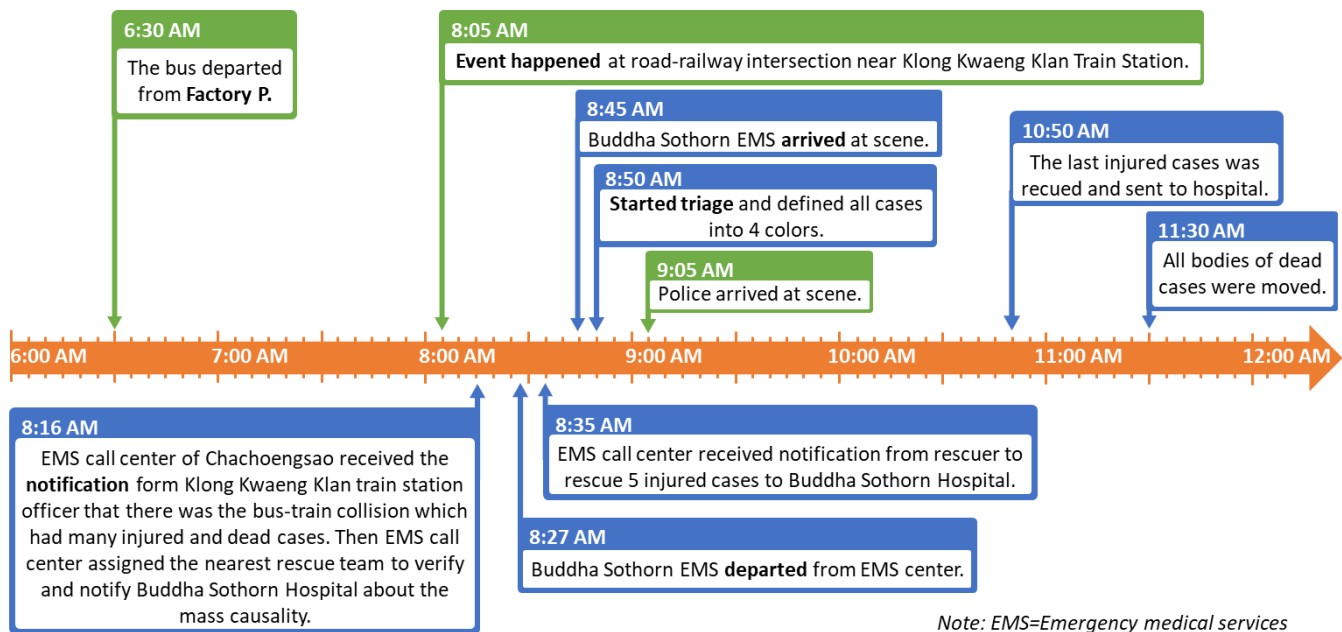 6:30 AM
The bus departed
from Factory P.
8:05 AM
Event happened at road-railway intersection near Klong Kwaeng Klan Train Station.
8:45 AM
Buddha Sothorn EMS arrived at scene.
8:50 AM
Started triage and defined all cases
into 4 colors.
9:05 AM
Police arrived at scene.
10:50 AM
The last injured cases was
recued and sent to hospital.
11:30 AM
All bodies of dead
cases were moved.
6:00 AM
7:00 AM
8:00 AM
9:00 AM
10:00 AM
11:00 AM
12:00 AM
8:16 AM
EMS call center of Chachoengsao received the
notification form Klong Kwaeng Klan train station
officer that there was the bus-train collision which
had many injured and dead cases. Then EMS call
center assigned the nearest rescue team to verify
and notify Buddha Sothorn Hospital about the
mass causality.
8:35 AM
EMS call center received notification from rescuer to
rescue 5 injured cases to Buddha Sothorn Hospital.
8:27 AM
Buddha Sothorn EMS departed from EMS center.
Note: EMS=Emergency medical services